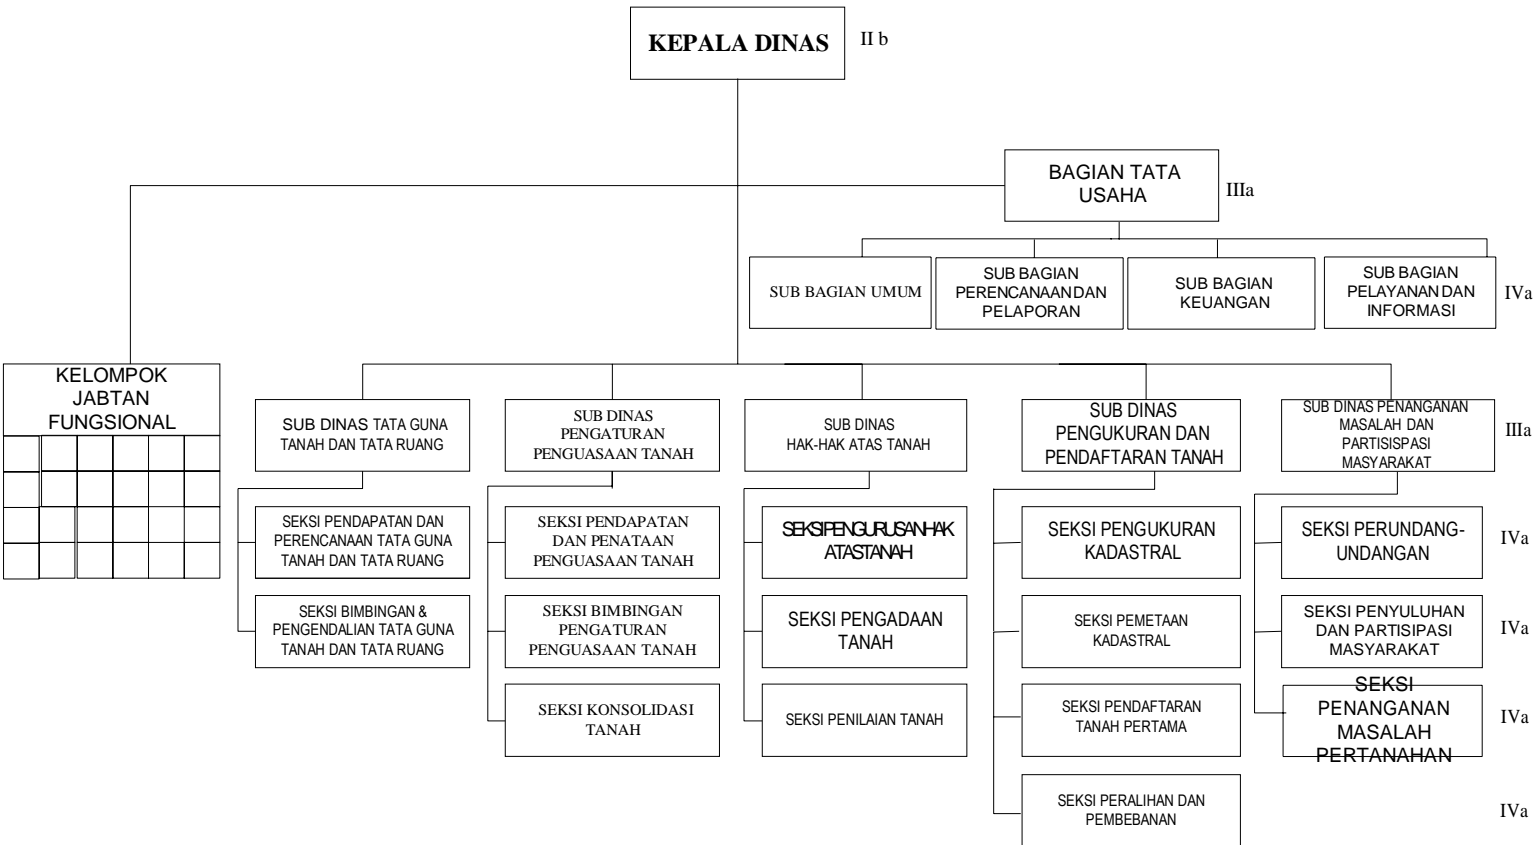 KEPALA DINAS
II b
BAGIAN TATA
USAHA
IIIa
SUB BAGIAN UMUM
SUB BAGIAN
PERENCANAAN DAN
PELAPORAN
SUB BAGIAN
KEUANGAN
SUB BAGIAN
PELAYANAN DAN
INFORMASI
IVa
KELOMPOK
JABTAN
FUNGSIONAL
SUB DINAS TATA GUNA
TANAH DAN TATA RUANG
SUB DINAS
PENGATURAN
PENGUASAAN TANAH
SUB DINAS
HAK-HAK ATAS TANAH
SUB DINAS
PENGUKURAN DAN
PENDAFTARAN TANAH
SUB DINAS PENANGANAN
MASALAH DAN
PARTISISPASI
MASYARAKAT
IIIa
SEKSI PENDAPATAN DAN
PERENCANAAN TATA GUNA
TANAH DAN TATA RUANG
SEKSI PENDAPATAN
DAN PENATAAN
PENGUASAAN TANAH
SEKSI PENGURUSAN HAK
ATAS TANAH
SEKSI PENGUKURAN
KADASTRAL
SEKSI PERUNDANG-
UNDANGAN
IVa
SEKSI BIMBINGAN &
PENGENDALIAN TATA GUNA
TANAH DAN TATA RUANG
SEKSI BIMBINGAN
PENGATURAN
PENGUASAAN TANAH
SEKSI PENGADAAN
TANAH
SEKSI PEMETAAN
KADASTRAL
SEKSI PENYULUHAN
DAN PARTISIPASI
MASYARAKAT
IVa
SEKSI KONSOLIDASI
TANAH
SEKSI PENILAIAN TANAH
SEKSI PENDAFTARAN
TANAH PERTAMA
SEKSI
PENANGANAN
MASALAH
PERTANAHAN
IVa
SEKSI PERALIHAN DAN
PEMBEBANAN
IVa